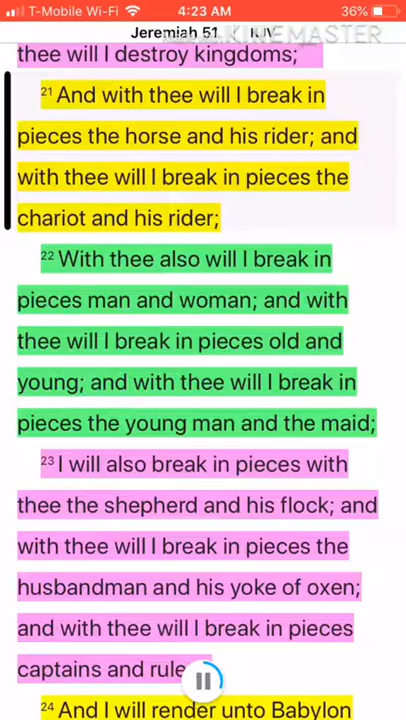 T-Mobile Wi-Fi 4:23 AM 36%
Jeremiah 51 KJV
KINEMASTER
thee will I destroy kingdoms;
21 And with thee will I break in
pieces the horse and his rider; and
with thee will I break in pieces the
chariot and his rider;
22 With thee also will I break in
pieces man and woman; and with
thee will I break in pieces old and
young; and with thee will I break in
pieces the young man and the maid;
23 I will also break in pieces with
thee the shepherd and his flock; and
with thee will I break in pieces the
husbandman and his yoke of oxen;
and with thee will I break in pieces
captains and rule
24 And I will render unto Babylon